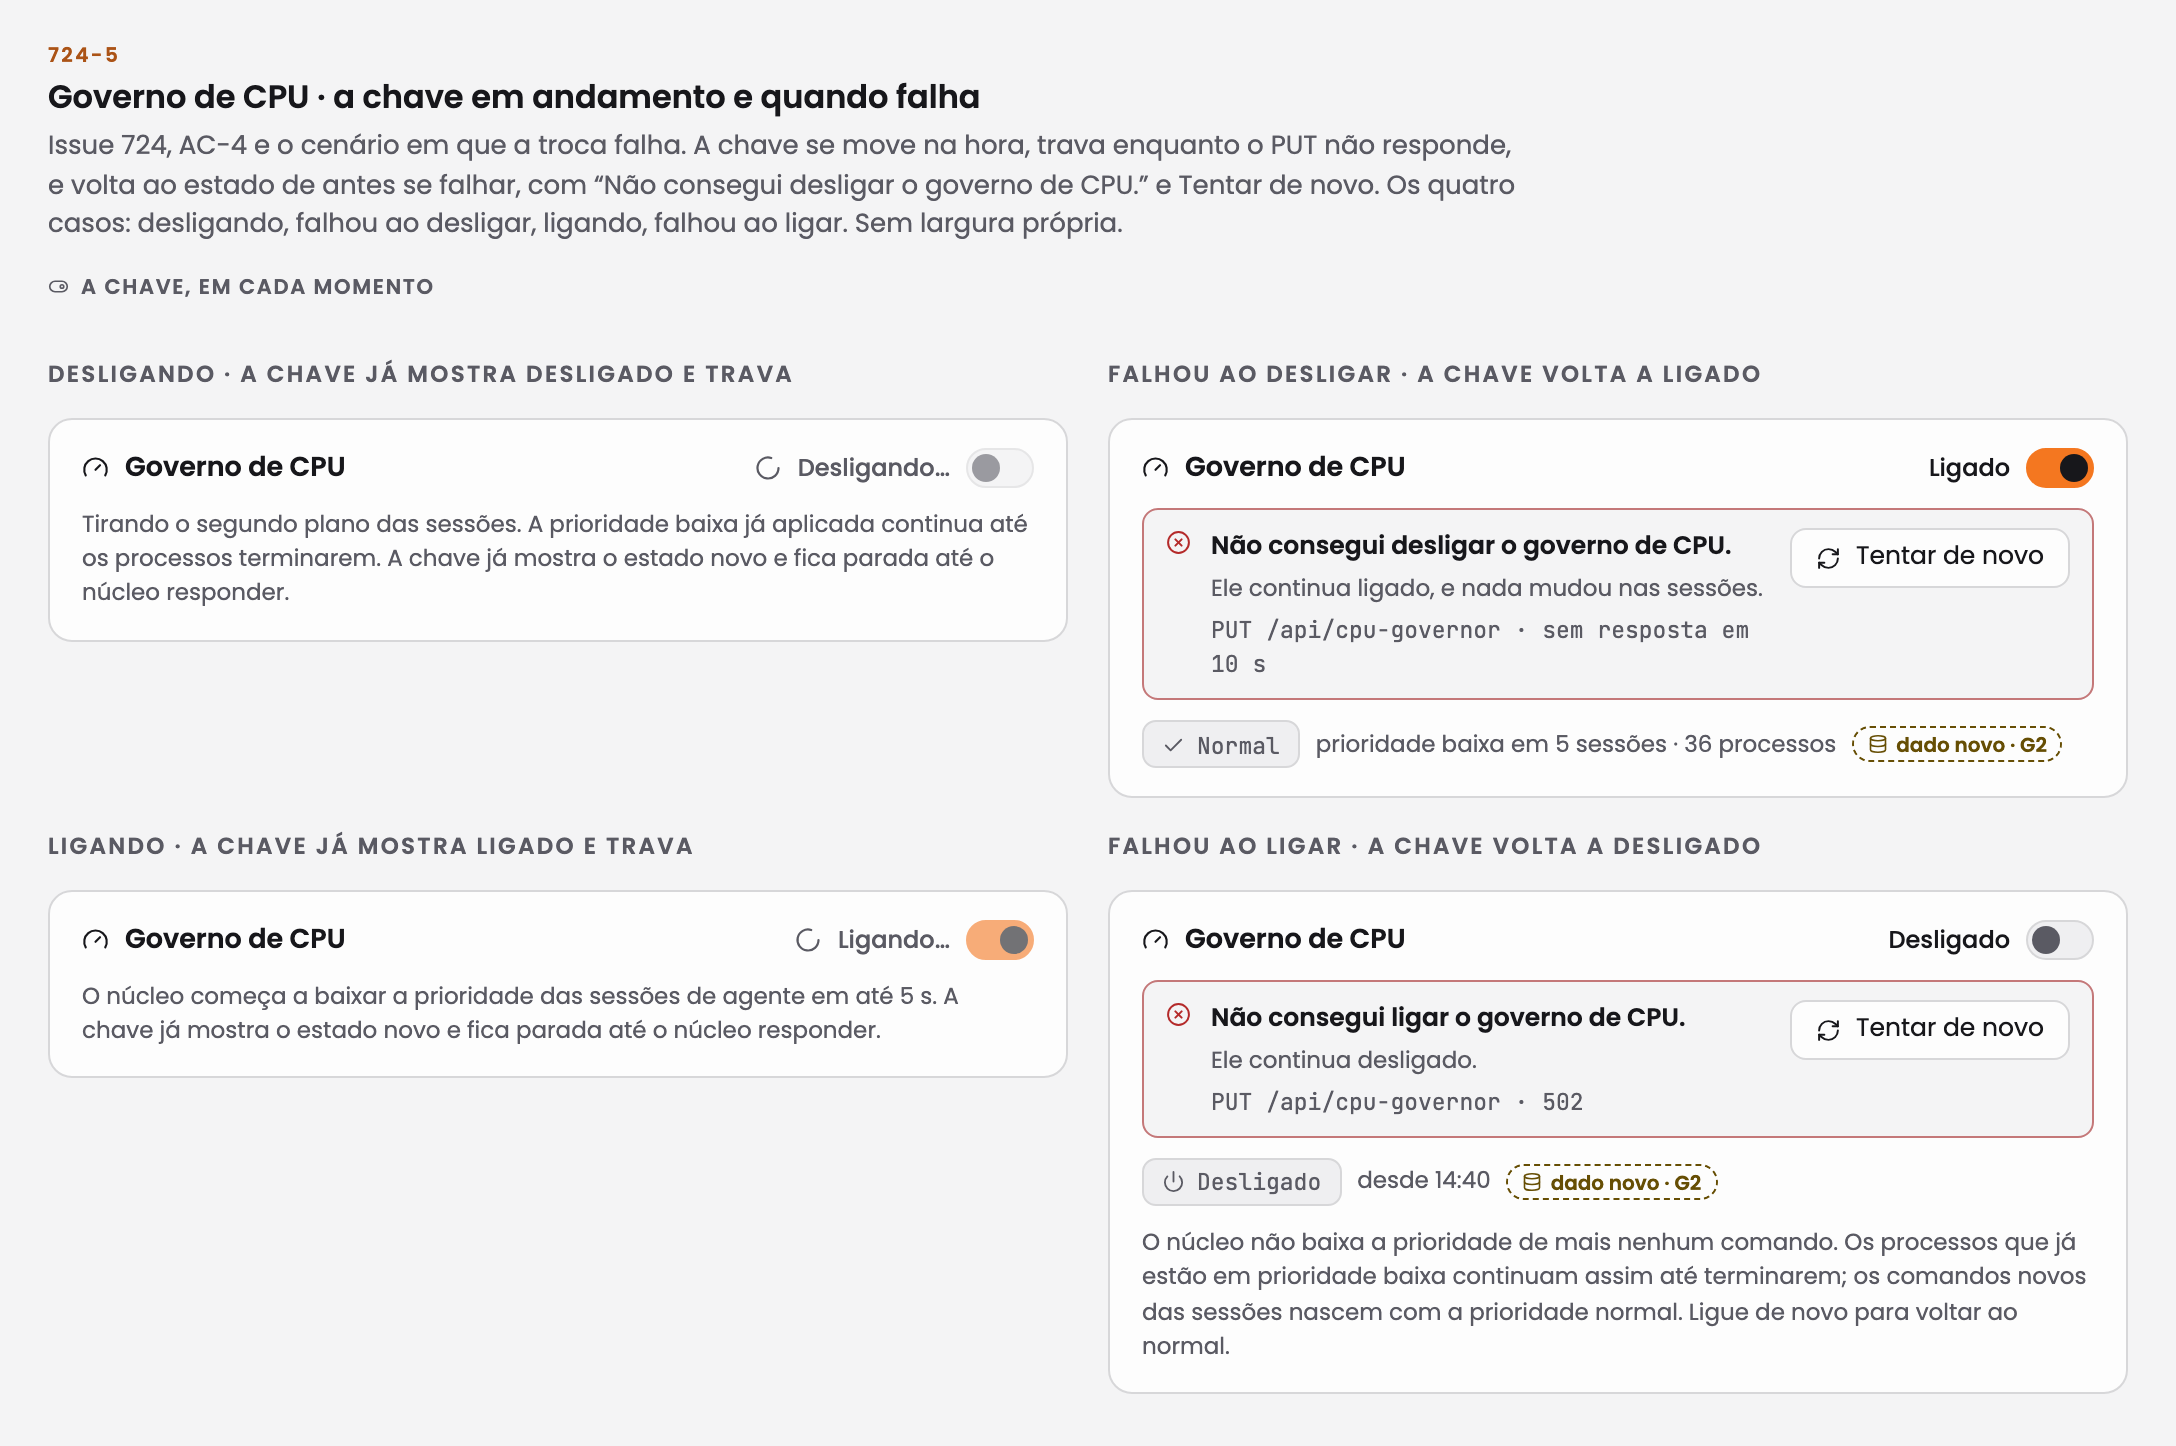 724-5
Governo de CPU · a chave em andamento e quando falha
Issue 724, AC-4 e o cenário em que a troca falha. A chave se move na hora, trava enquanto o PUT não responde,
e volta ao estado de antes se falhar, com “Não consegui desligar o governo de CPU.” e Tentar de novo. Os quatro
casos: desligando, falhou ao desligar, ligando, falhou ao ligar. Sem largura própria.
A CHAVE, EM CADA MOMENTO
DESLIGANDO · A CHAVE JÁ MOSTRA DESLIGADO E TRAVA
Governo de CPU
Desligando...
Tirando o segundo plano das sessões. A prioridade baixa já aplicada continua até
os processos terminarem. A chave já mostra o estado novo e fica parada até o
núcleo responder.
FALHOU AO DESLIGAR · A CHAVE VOLTA A LIGADO
Governo de CPU
Ligado
Não consegui desligar o governo de CPU.
Tentar de novo
Ele continua ligado, e nada mudou nas sessões.
PUT /api/cpu-governor · sem resposta em
10 s
Normal
prioridade baixa em 5 sessões · 36 processos
dado novo · G2
LIGANDO · A CHAVE JÁ MOSTRA LIGADO E TRAVA
Governo de CPU
Ligando...
O núcleo começa a baixar a prioridade das sessões de agente em até 5 s. A
chave já mostra o estado novo e fica parada até o núcleo responder.
FALHOU AO LIGAR · A CHAVE VOLTA A DESLIGADO
Governo de CPU
Desligado
Não consegui ligar o governo de CPU.
Tentar de novo
Ele continua desligado.
PUT /api/cpu-governor · 502
Desligado
desde 14:40
dado novo · G2
O núcleo não baixa a prioridade de mais nenhum comando. Os processos que já
estão em prioridade baixa continuam assim até terminarem; os comandos novos
das sessões nascem com a prioridade normal. Ligue de novo para voltar ao
normal.